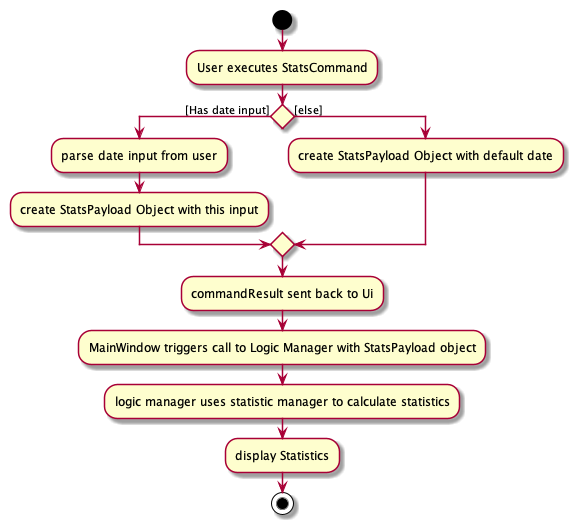 User executes StatsCommand
[Has date input]
[else]
parse date input from user
create StatsPayload Object with default date
create StatsPayload Object with this input
commandResult sent back to Ui
MainWindow triggers call to Logic Manager with StatsPayload object
logic manager uses statistic manager to calculate statistics
display Statistics